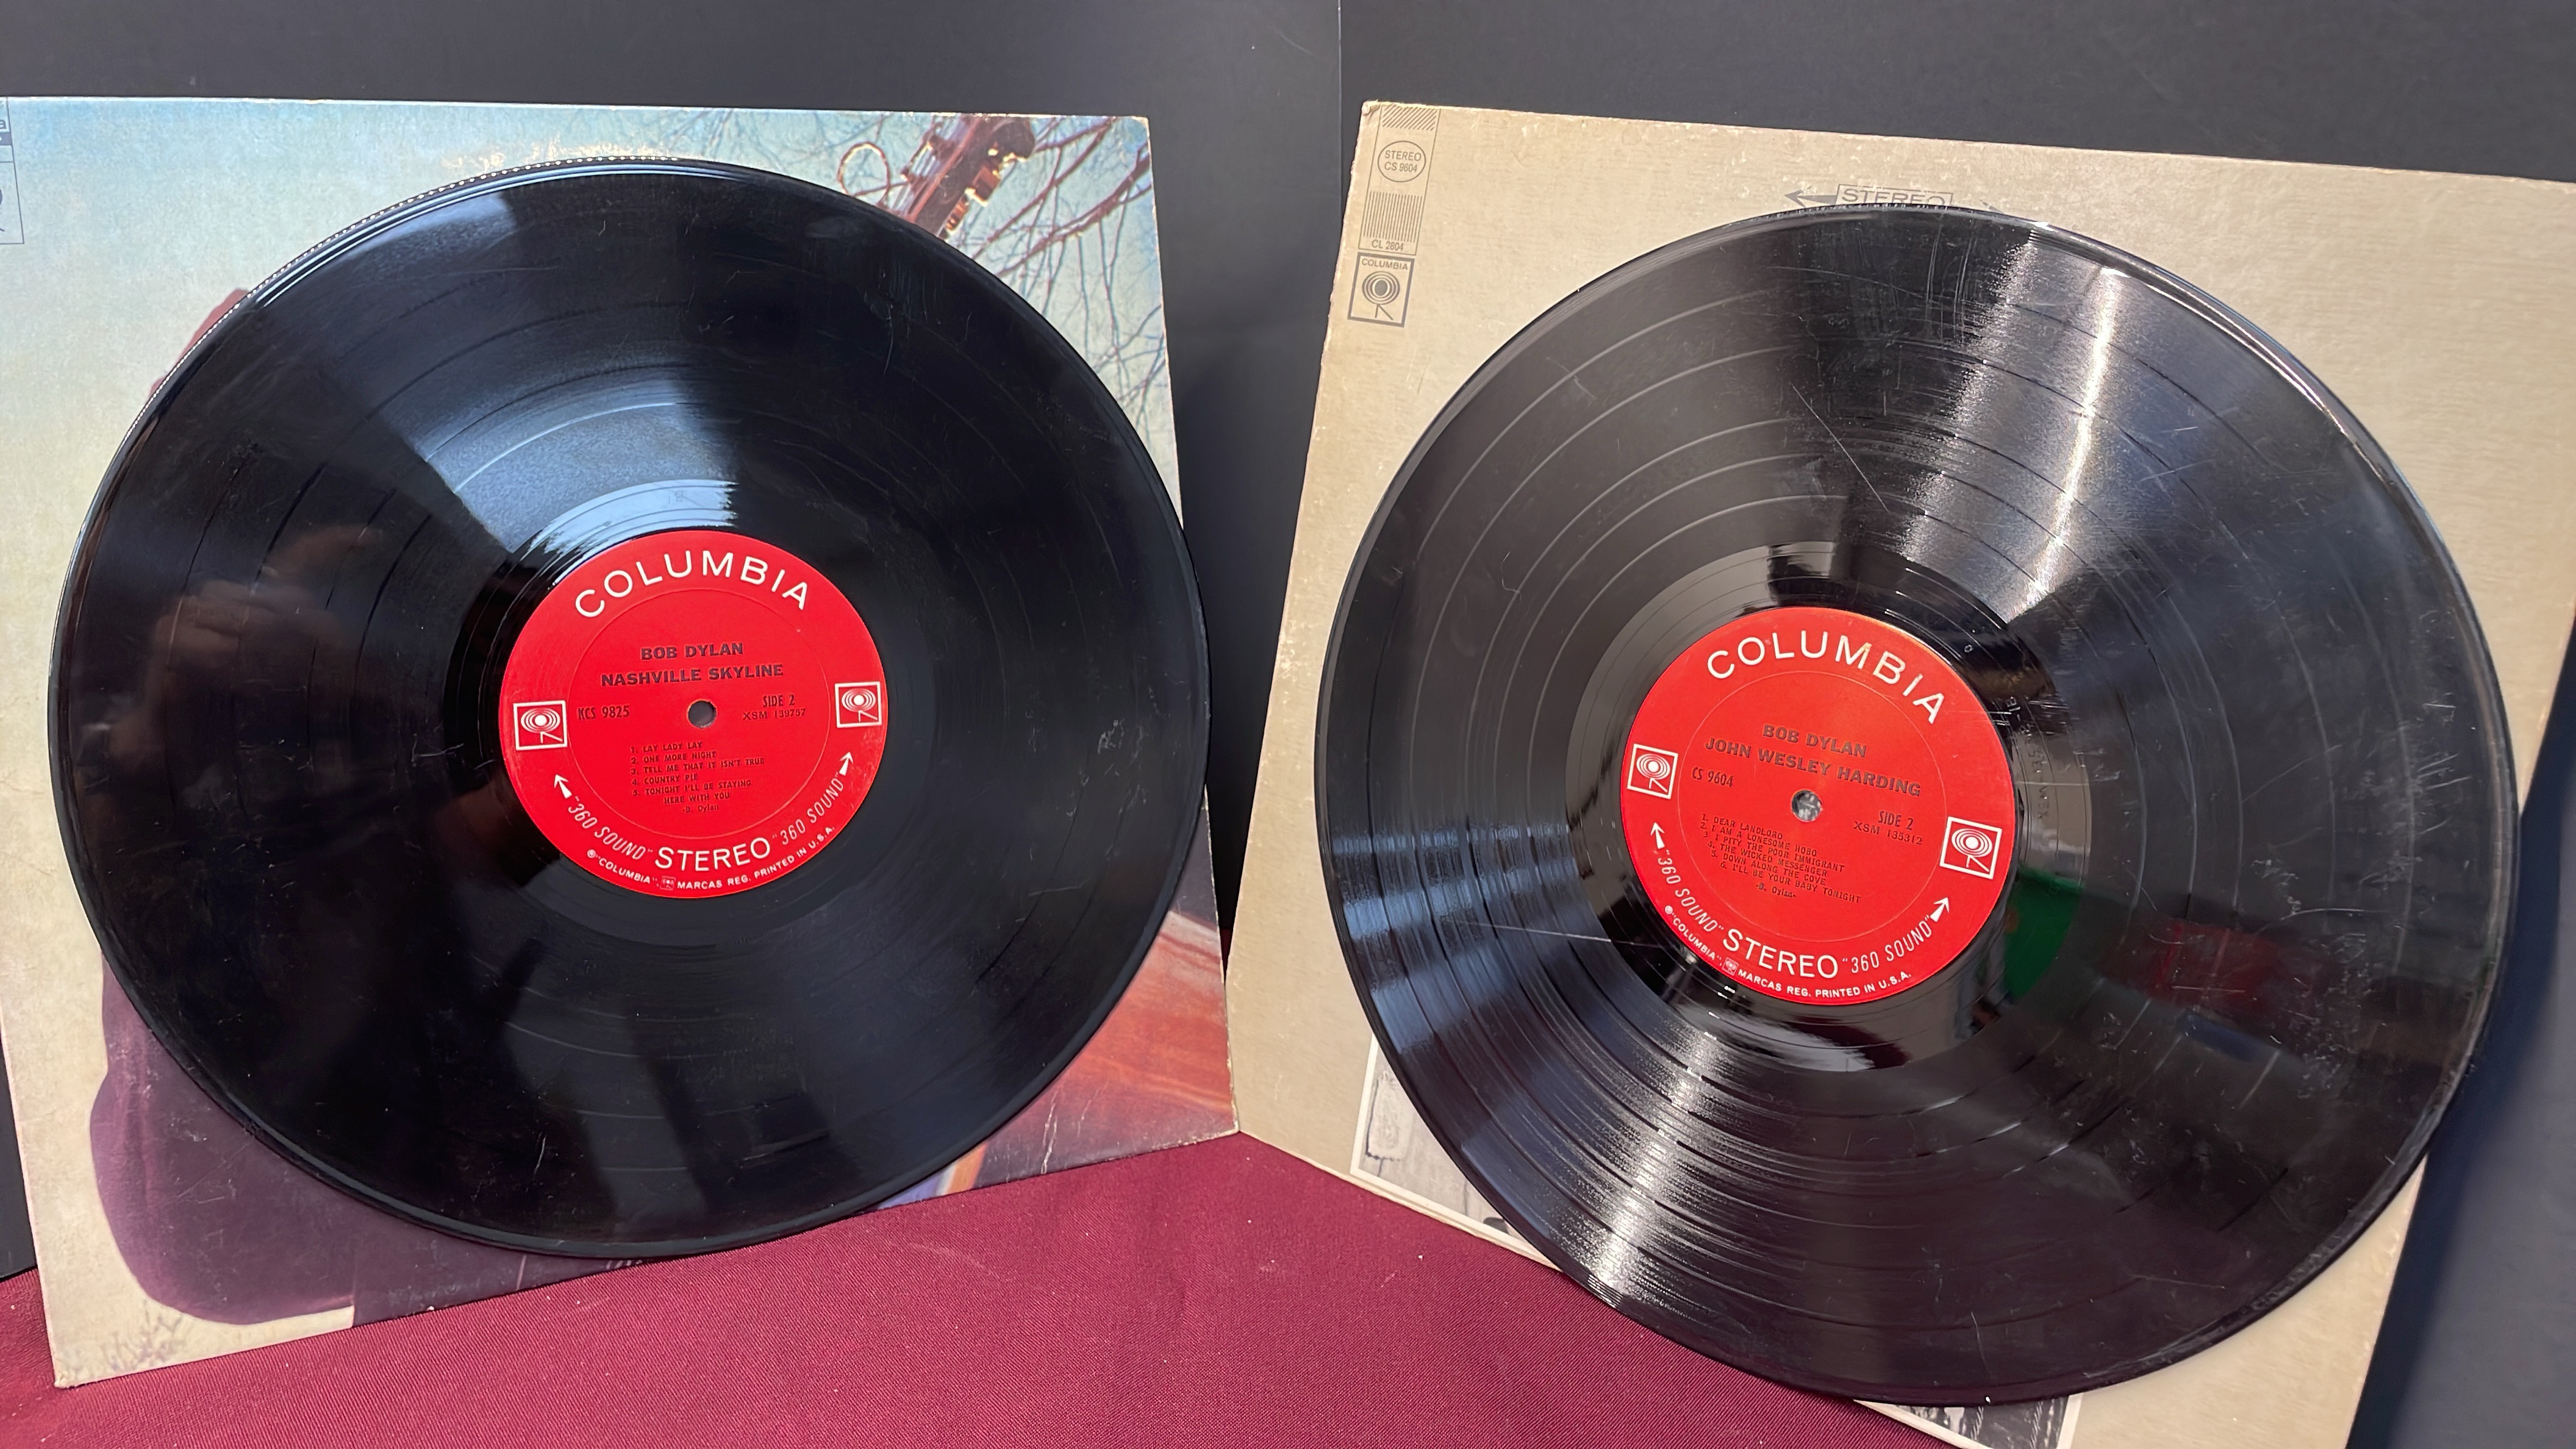 COLUMBIA
BOB DYLAN
NASHVILLE SKYLINE
KCS 9825
SIDE 2
XSM 139757
1. LAY LADY LAY
2. ONE MORE NIGHT
3. TELL ME THAT IT ISN'T TRUE
4. COUNTRY PIE
5. TONIGHT I'LL BE STAYING
HERE WITH YOU
-B. Dylan-
"360 SOUND" STEREO "360 SOUND"
® "COLUMBIA", MARCAS REG. PRINTED IN U.S.A.
STEREO
CS 9604
CL 2804
COLUMBIA
STEREO
COLUMBIA
BOB DYLAN
JOHN WESLEY HARDING
CS 9604
SIDE 2
XSM 135312
1. DEAR LANDLORD
2. I AM A LONESOME HOBO
3. I PITY THE POOR IMMIGRANT
4. THE WICKED MESSENGER
5. DOWN ALONG THE COVE
6. I'LL BE YOUR BABY TONIGHT
-B. Dylan-
"360 SOUND" STEREO "360 SOUND"
® "COLUMBIA", MARCAS REG. PRINTED IN U.S.A.